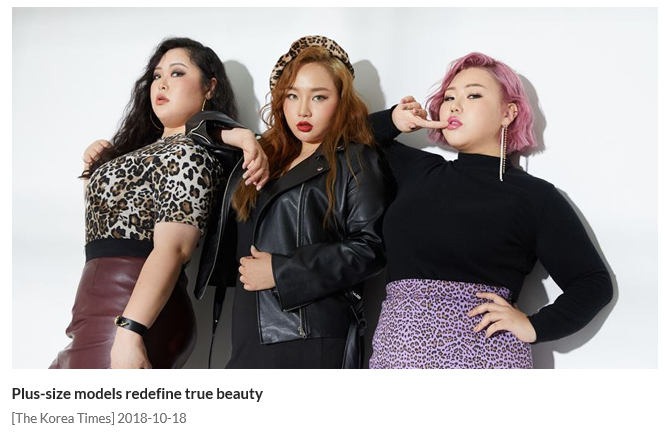 Plus-size models redefine true beauty
[The Korea Times] 2018-10-18